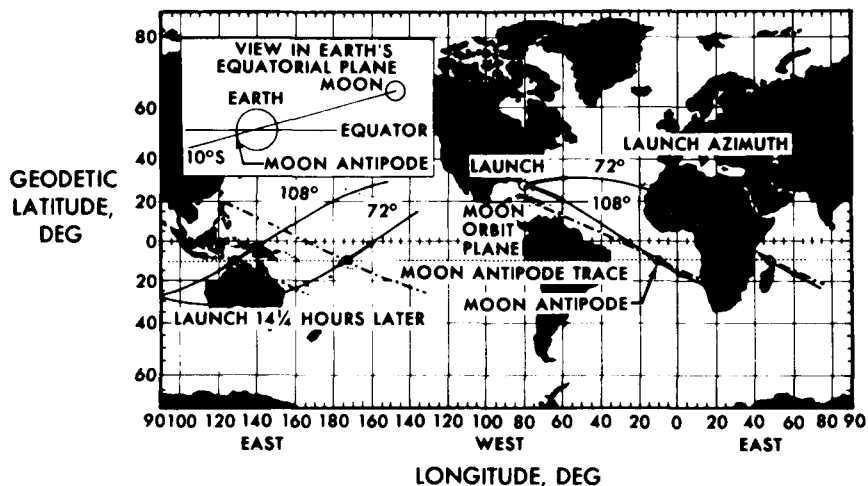 VIEW IN EARTH'S
EQUATORIAL PLANE
MOON
EARTH
EQUATOR
10°S
MOON ANTIPODE
GEODETIC
LATITUDE,
DEG
80
60
40
20
0
20
40
60
108°
72°
LAUNCH 14¼ HOURS LATER
LAUNCH AZIMUTH
LAUNCH
72°
108°
MOON
ORBIT
PLANE
MOON ANTIPODE TRACE
MOON ANTIPODE
90 100 120 140 160 180 160 140 120 100 80 60 40 20 0 20 40 60 80 90
EAST WEST EAST
LONGITUDE, DEG